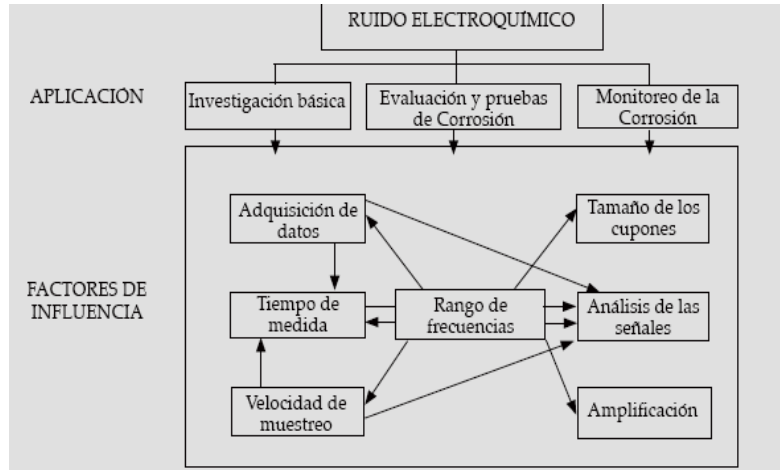 RUIDO ELECTROQUÍMICO
APLICACIÓN
Investigación básica
Evaluación y pruebas
de Corrosión
Monitoreo de la
Corrosión
FACTORES DE
INFLUENCIA
Adquisición de
datos
Tamaño de los
cupones
Tiempo de
medida
Rango de
frecuencias
Análisis de las
señales
Velocidad de
muestreo
Amplificación